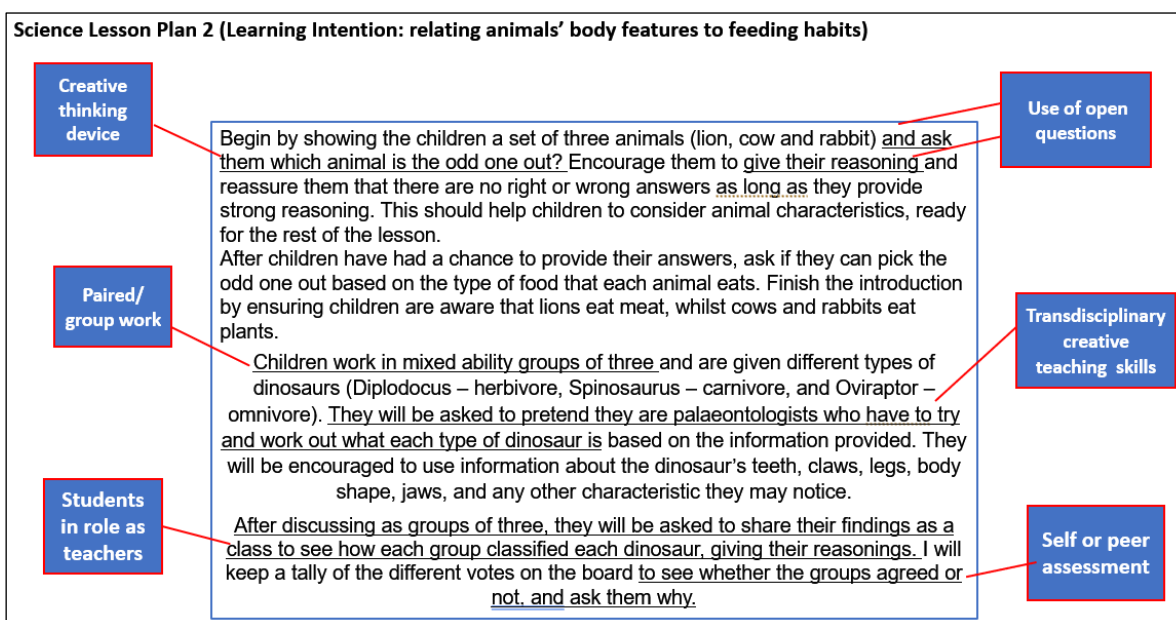 Science Lesson Plan 2 (Learning Intention: relating animals' body features to feeding habits)
Creative
thinking
device
Use of open
questions
Begin by showing the children a set of three animals (lion, cow and rabbit) and ask
them which animal is the odd one out? Encourage them to give their reasoning and
reassure them that there are no right or wrong answers as long as they provide
strong reasoning. This should help children to consider animal characteristics, ready
for the rest of the lesson.
After children have had a chance to provide their answers, ask if they can pick the
odd one out based on the type of food that each animal eats. Finish the introduction
by ensuring children are aware that lions eat meat, whilst cows and rabbits eat
plants.
Paired/
group work
Transdisciplinary
creative
teaching skills
Children work in mixed ability groups of three and are given different types of
dinosaurs (Diplodocus – herbivore, Spinosaurus – carnivore, and Oviraptor –
omnivore). They will be asked to pretend they are palaeontologists who have to try
and work out what each type of dinosaur is based on the information provided. They
will be encouraged to use information about the dinosaur's teeth, claws, legs, body
shape, jaws, and any other characteristic they may notice.
Students
in role as
teachers
Self or peer
assessment
After discussing as groups of three, they will be asked to share their findings as a
class to see how each group classified each dinosaur, giving their reasonings. I will
keep a tally of the different votes on the board to see whether the groups agreed or
not, and ask them why.